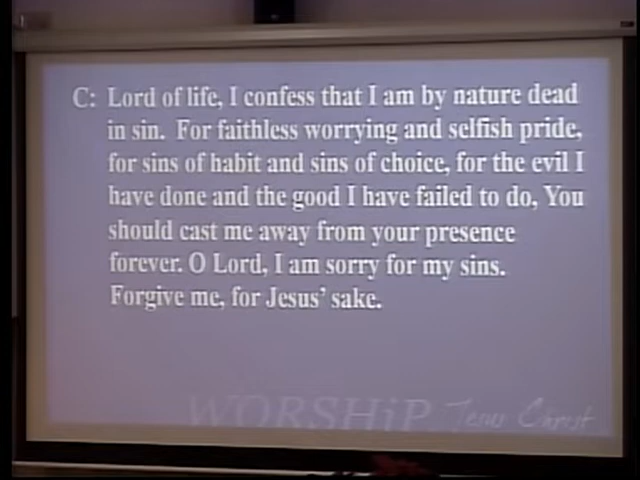 C: Lord of life, I confess that I am by nature dead
in sin. For faithless worrying and selfish pride,
for sins of habit and sins of choice, for the evil I
have done and the good I have failed to do, You
should cast me away from your presence
forever. O Lord, I am sorry for my sins.
Forgive me, for Jesus’ sake.
WORSHiP Jesus Christ